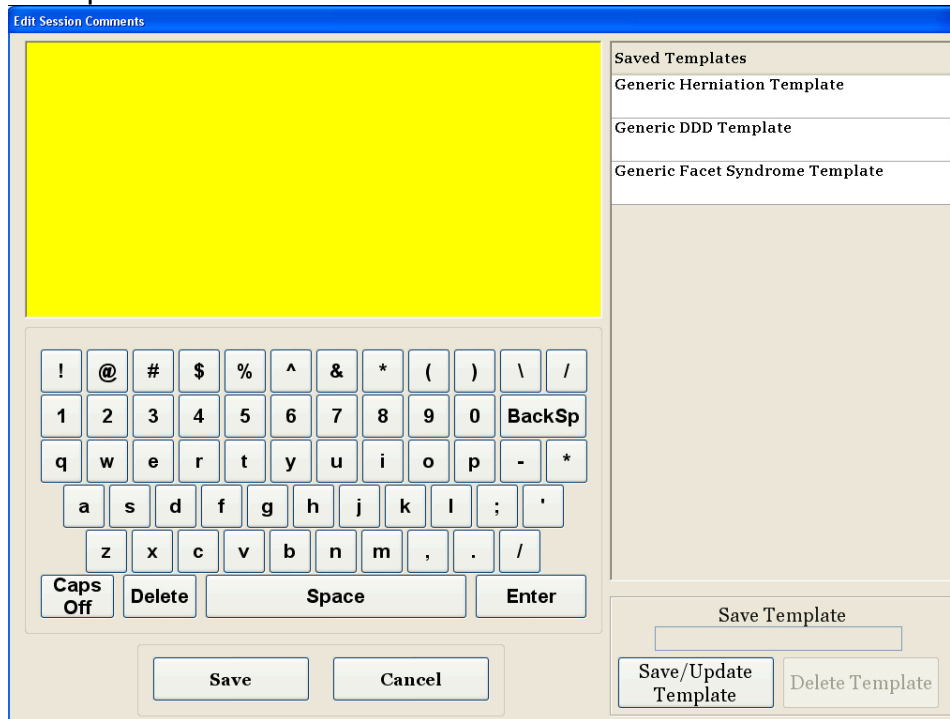 Edit Session Comments
Saved Templates
Generic Herniation Template
Generic DDD Template
Generic Facet Syndrome Template
! @ # $ % ^ & * ( ) \ /
1 2 3 4 5 6 7 8 9 0 BackSp
q w e r t y u i o p - *
a s d f g h j k l ; '
z x c v b n m , . /
Caps
Off
Delete Space Enter
Save Cancel
Save Template
Save/Update
Template
Delete Template